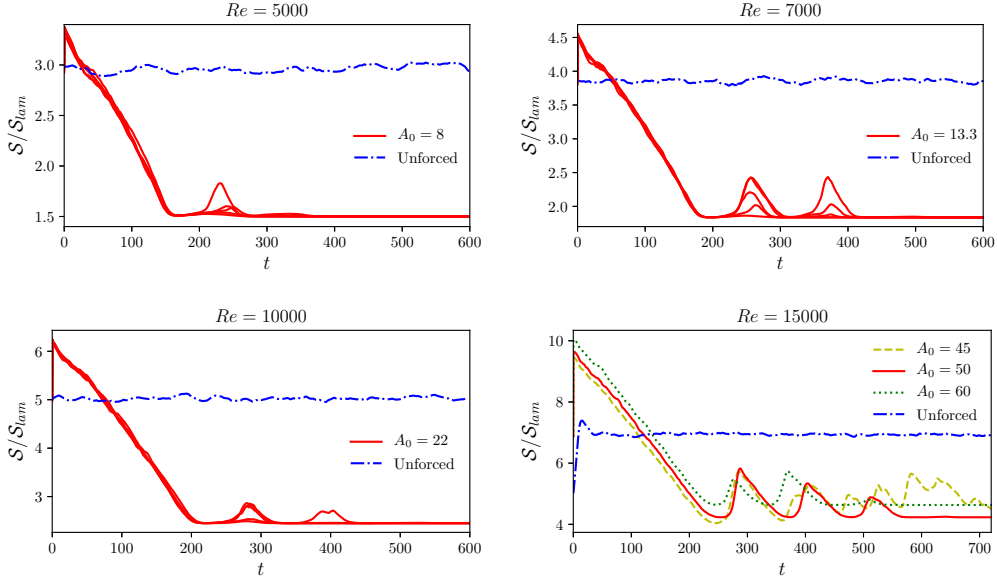 Re = 5000
S/S_lam
3.0
2.5
2.0
1.5
A_0 = 8
Unforced
0 100 200 300 400 500 600
t
Re = 7000
S/S_lam
4.5
4.0
3.5
3.0
2.5
2.0
A_0 = 13.3
Unforced
0 100 200 300 400 500 600
t
Re = 10000
S/S_lam
6
5
4
3
A_0 = 22
Unforced
0 100 200 300 400 500 600
t
Re = 15000
S/S_lam
10
8
6
4
A_0 = 45
A_0 = 50
A_0 = 60
Unforced
0 100 200 300 400 500 600 700
t